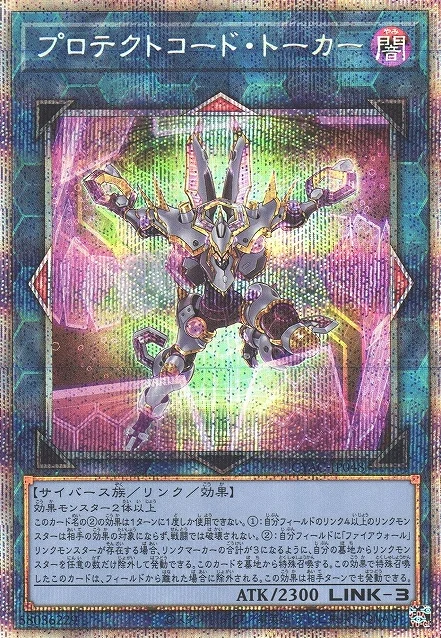 プロテクトコード・トーカー
闇
【サイバース族/リンク/効果】
効果モンスター2体以上
このカード名の②の効果は1ターンに1度しか使用できない。①:自分フィールドのリンク4以上のリンクモン
スターは相手の効果の対象にならず、戦闘では破壊されない。②:自分フィールドに「ファイアウォール」
リンクモンスターが存在する場合、リンクマーカーの合計が3になるように、自分の墓地からリンクモンス
ターを任意の数だけ除外して発動できる。このカードを墓地から特殊召喚する。この効果で特殊召喚
したこのカードは、フィールドから離れた場合に除外される。この効果は相手ターンでも発動できる。
ATK/2300 LINK-3